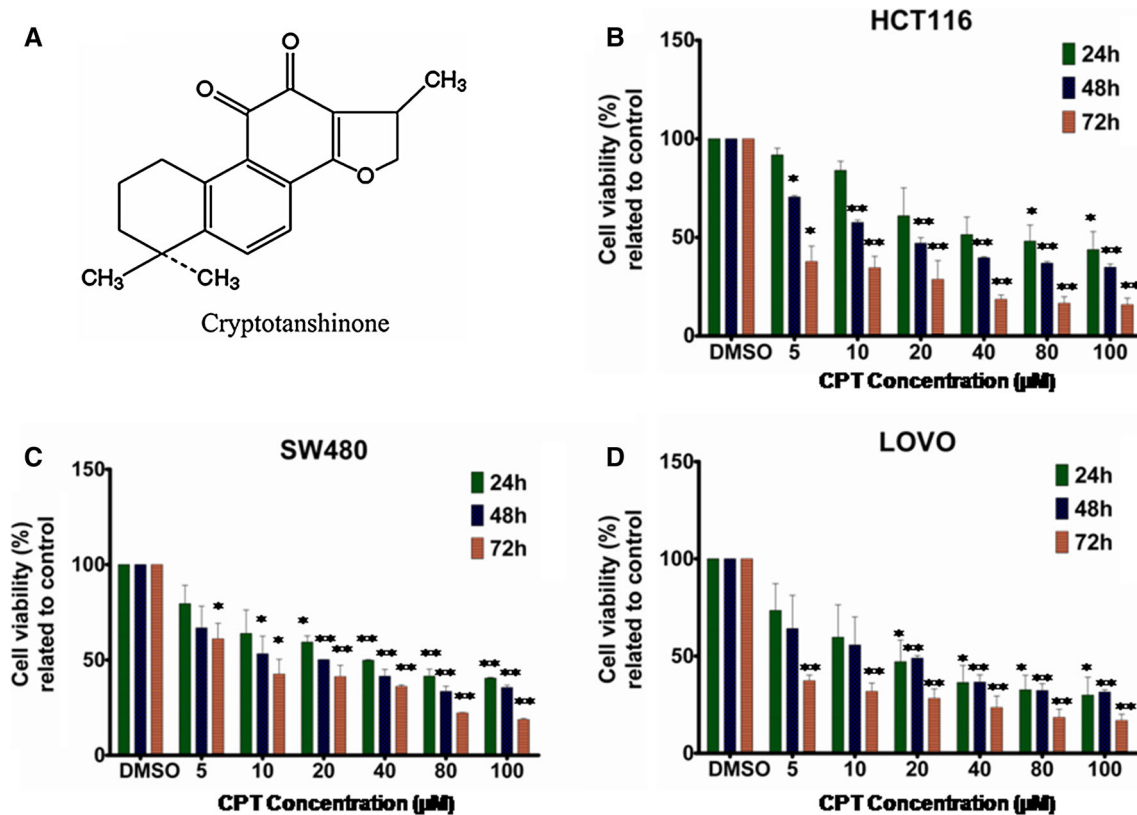 A
O
O
CH3
O
CH3
CH3
Cryptotanshinone
B
HCT116
24h
48h
72h
Cell viability (%)
related to control
150
100
50
0
* ** ** ** * ** * **
* ** ** ** ** **
DMSO 5 10 20 40 80 100
CPT Concentration (μM)
C
SW480
24h
48h
72h
Cell viability (%)
related to control
150
100
50
0
* * * * ** ** ** ** ** ** ** ** ** ** **
DMSO 5 10 20 40 80 100
CPT Concentration (μM)
D
LOVO
24h
48h
72h
Cell viability (%)
related to control
150
100
50
0
** ** * ** ** * ** ** * ** ** * ** **
DMSO 5 10 20 40 80 100
CPT Concentration (μM)